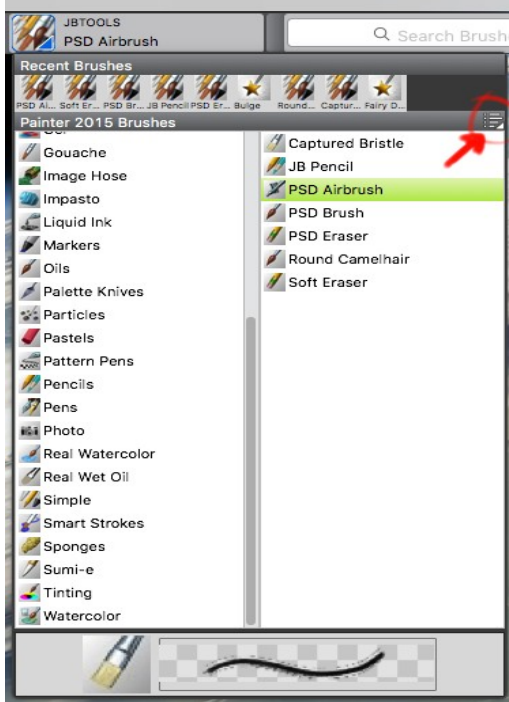 JBTOOLS
PSD Airbrush
Search Brush
Recent Brushes
PSD Ai... Soft Er... PSD Br... JB Pencil PSD Er... Bulge Round... Captur... Fairy D...
Painter 2015 Brushes
Gouache
Image Hose
Impasto
Liquid Ink
Markers
Oils
Palette Knives
Particles
Pastels
Pattern Pens
Pencils
Pens
Photo
Real Watercolor
Real Wet Oil
Simple
Smart Strokes
Sponges
Sumi-e
Tinting
Watercolor
Captured Bristle
JB Pencil
PSD Airbrush
PSD Brush
PSD Eraser
Round Camelhair
Soft Eraser